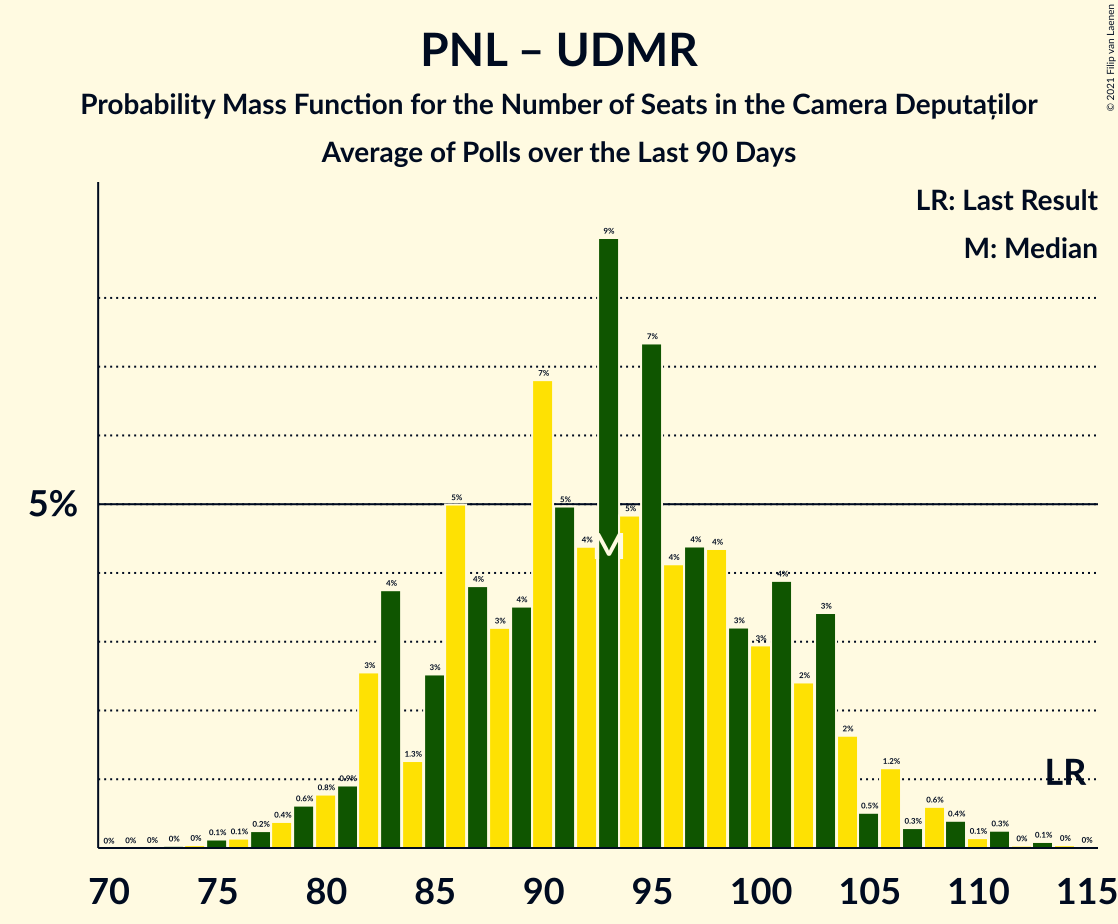 PNL – UDMR
Probability Mass Function for the Number of Seats in the Camera Deputaților
Average of Polls over the Last 90 Days
© 2021 Filip van Laenen
LR: Last Result
M: Median
5%
0% 0% 0% 0% 0% 0.1% 0.1% 0.2% 0.4% 0.6% 0.8% 0.9% 3% 4% 1.3% 3% 5% 4% 3% 4% 7% 5% 4% 9% 5% 7% 4% 4% 4% 3% 3% 4% 2% 3% 2% 0.5% 1.2% 0.3% 0.6% 0.4% 0.1% 0.3% 0% 0.1% 0% 0%
M
LR
70 75 80 85 90 95 100 105 110 115